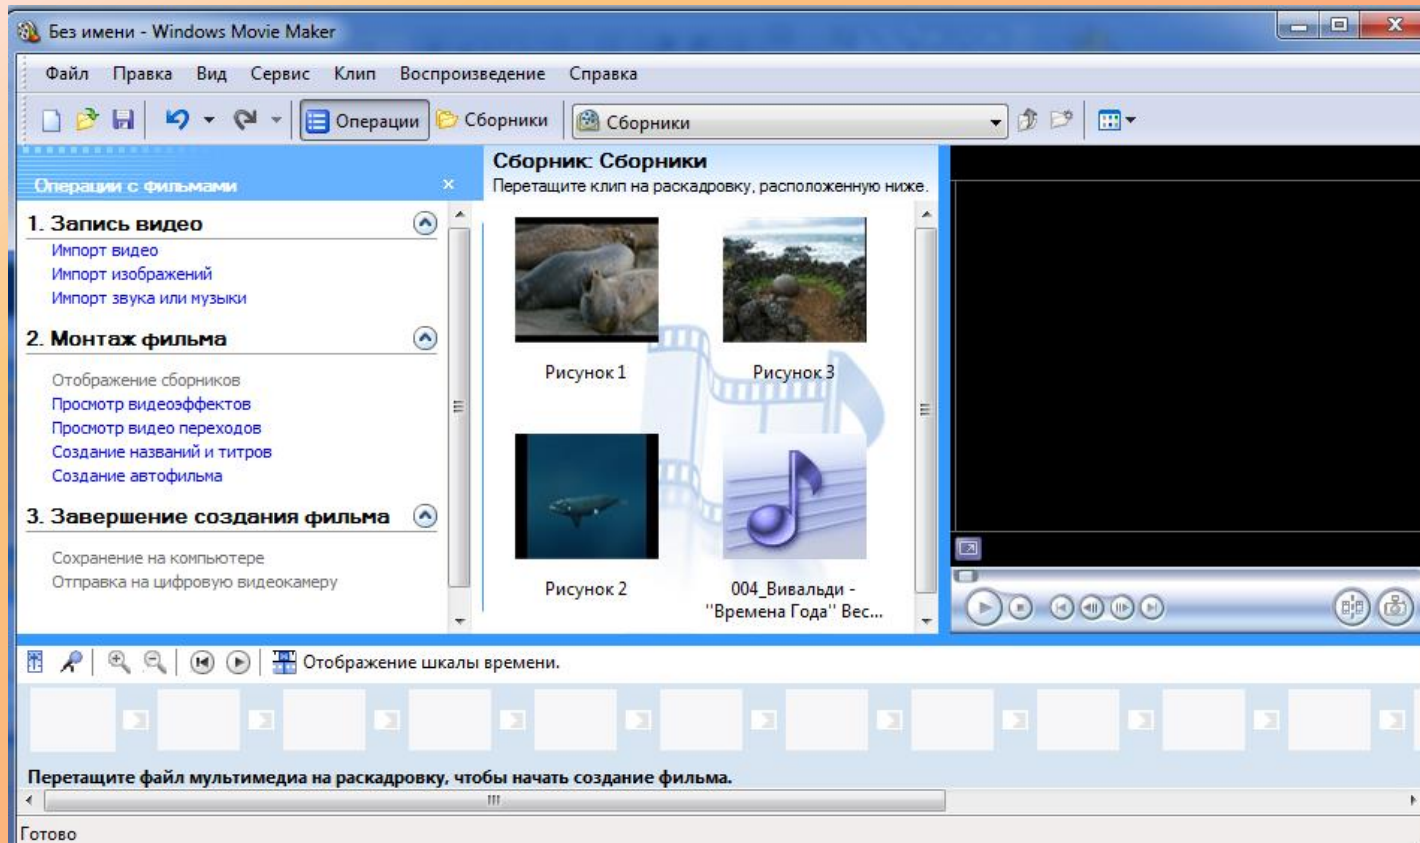 Без имени - Windows Movie Maker
Файл Правка Вид Сервис Клип Воспроизведение Справка
Операции Сборники Сборники
Операции с фильмами
1. Запись видео
Импорт видео
Импорт изображений
Импорт звука или музыки
2. Монтаж фильма
Отображение сборников
Просмотр видеоэффектов
Просмотр видео переходов
Создание названий и титров
Создание автофильма
3. Завершение создания фильма
Сохранение на компьютере
Отправка на цифровую видеокамеру
Сборник: Сборники
Перетащите клип на раскадровку, расположенную ниже.
Рисунок 1
Рисунок 3
Рисунок 2
004_Вивальди -
"Времена Года" Вес...
Отображение шкалы времени.
Перетащите файл мультимедиа на раскадровку, чтобы начать создание фильма.
Готово